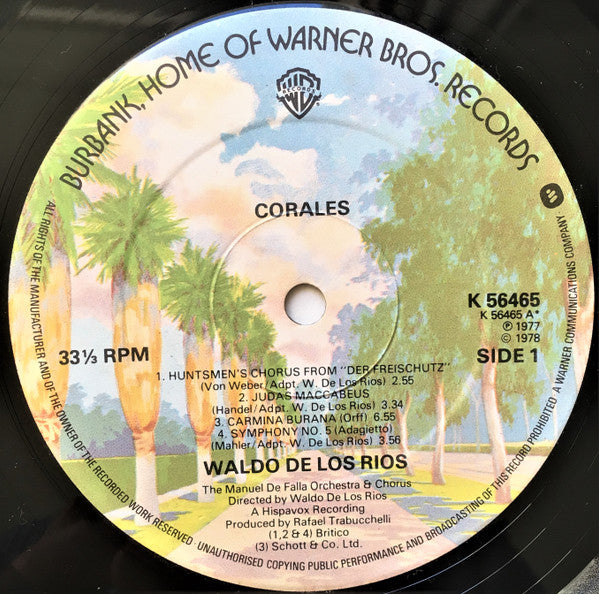 BURBANK, HOME OF WARNER BROS. RECORDS
RECORDS
CORALES
K 56465
K 56465 A*
℗ 1977
© 1978
33⅓ RPM
SIDE 1
1. HUNTSMEN'S CHORUS FROM "DER FREISCHUTZ"
(Von Weber/Adpt. W. De Los Rios) 2.55
2. JUDAS MACCABEUS
(Handel/Adpt. W. De Los Rios) 3.34
3. CARMINA BURANA (Orff) 6.55
4. SYMPHONY NO. 5 (Adagietto)
(Mahler/Adpt. W. De Los Rios) 3.56
WALDO DE LOS RIOS
The Manuel De Falla Orchestra & Chorus
Directed by Waldo De Los Rios
A Hispavox Recording
Produced by Rafael Trabucchelli
(1,2 & 4) Britico
(3) Schott & Co. Ltd.
ALL RIGHTS OF THE MANUFACTURER AND OF THE OWNER OF THE RECORDED WORK RESERVED · UNAUTHORISED COPYING PUBLIC PERFORMANCE AND BROADCASTING OF THIS RECORD PROHIBITED · A WARNER COMMUNICATIONS COMPANY